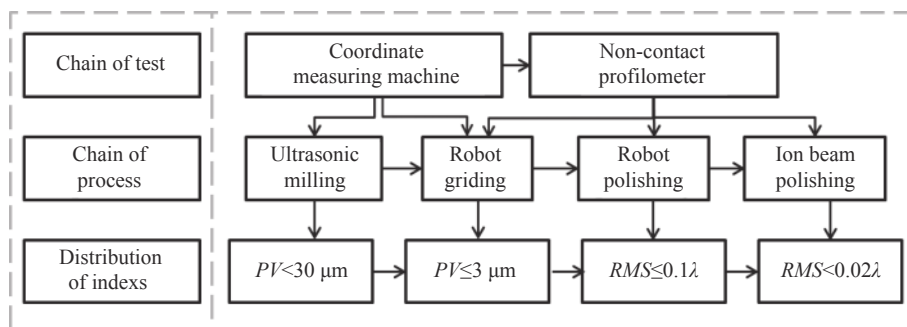 Chain of test
Coordinate
measuring machine
Non-contact
profilometer
Chain of
process
Ultrasonic
milling
Robot
griding
Robot
polishing
Ion beam
polishing
Distribution
of indexs
PV<30 μm
PV≤3 μm
RMS≤0.1λ
RMS<0.02λ